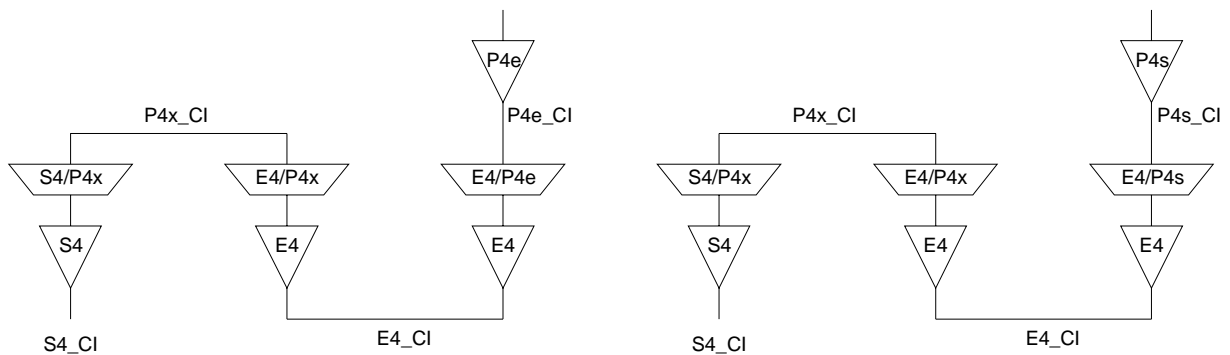 P4e
P4s
P4x_CI
P4e_CI
P4x_CI
P4s_CI
S4/P4x
E4/P4x
E4/P4e
S4/P4x
E4/P4x
E4/P4s
S4
E4
E4
S4
E4
E4
S4_CI
E4_CI
S4_CI
E4_CI